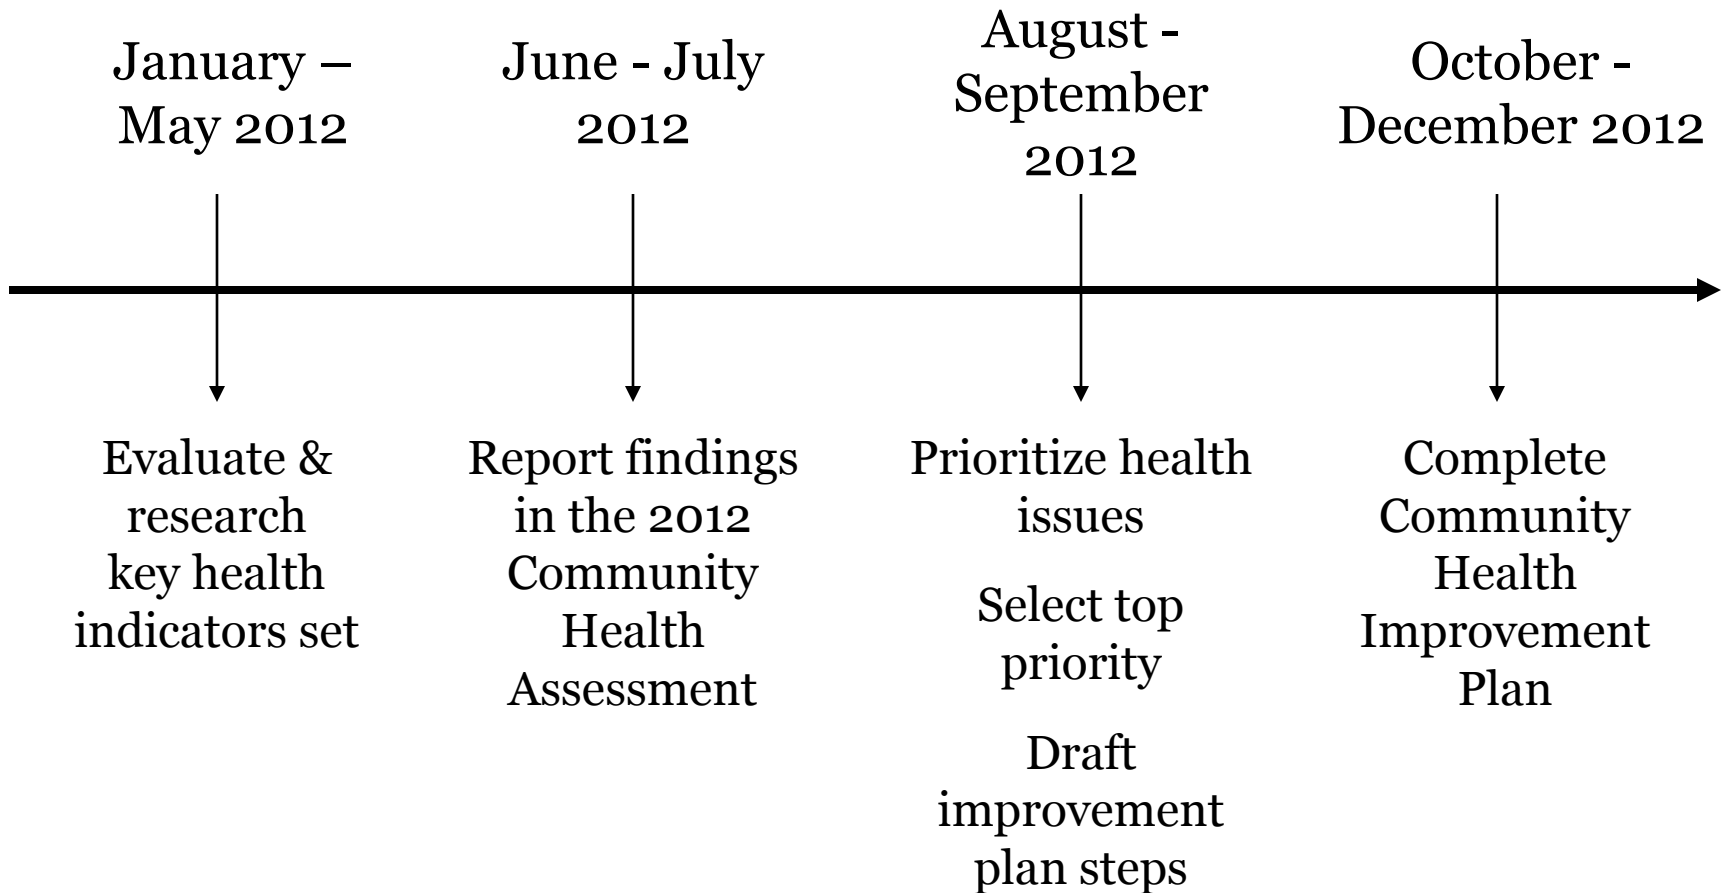 January –
May 2012
June - July
2012
August -
September
2012
October -
December 2012
Evaluate &
research
key health
indicators set
Report findings
in the 2012
Community
Health
Assessment
Prioritize health
issues
Select top
priority
Draft
improvement
plan steps
Complete
Community
Health
Improvement
Plan